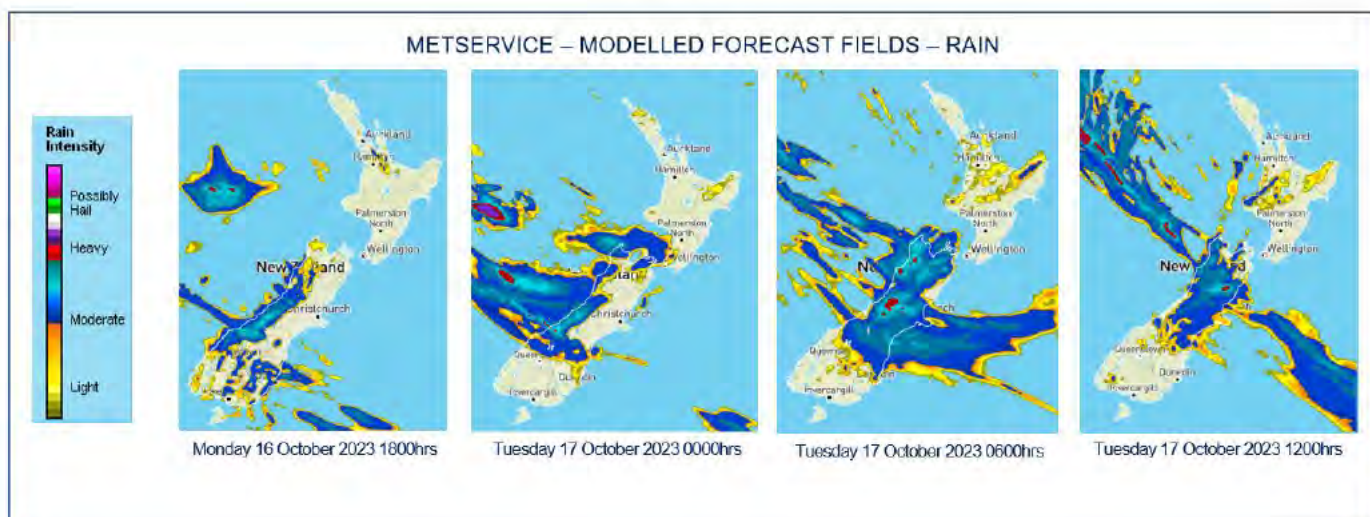 METSERVICE – MODELLED FORECAST FIELDS – RAIN
Rain
Intensity
Possibly
Hail
Heavy
Moderate
Light
Auckland
Hamilton
Palmerston
North
Wellington
Christchurch
Invercargill
Monday 16 October 2023 1800hrs
Auckland
Hamilton
Palmerston
North
Wellington
Christchurch
Dunedin
Invercargill
Tuesday 17 October 2023 0000hrs
Auckland
Hamilton
Palmerston
North
Wellington
Invercargill
Tuesday 17 October 2023 0600hrs
Auckland
Hamilton
Palmerston
North
Wellington
Queenstown
Dunedin
Invercargill
Tuesday 17 October 2023 1200hrs